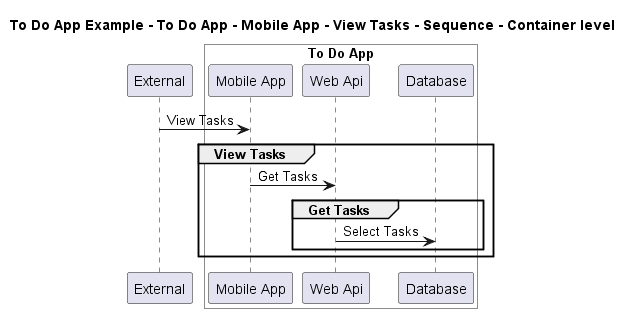 To Do App Example - To Do App - Mobile App - View Tasks - Sequence - Container level
To Do App
External Mobile App Web Api Database
View Tasks
View Tasks
Get Tasks
Get Tasks
Select Tasks
External Mobile App Web Api Database